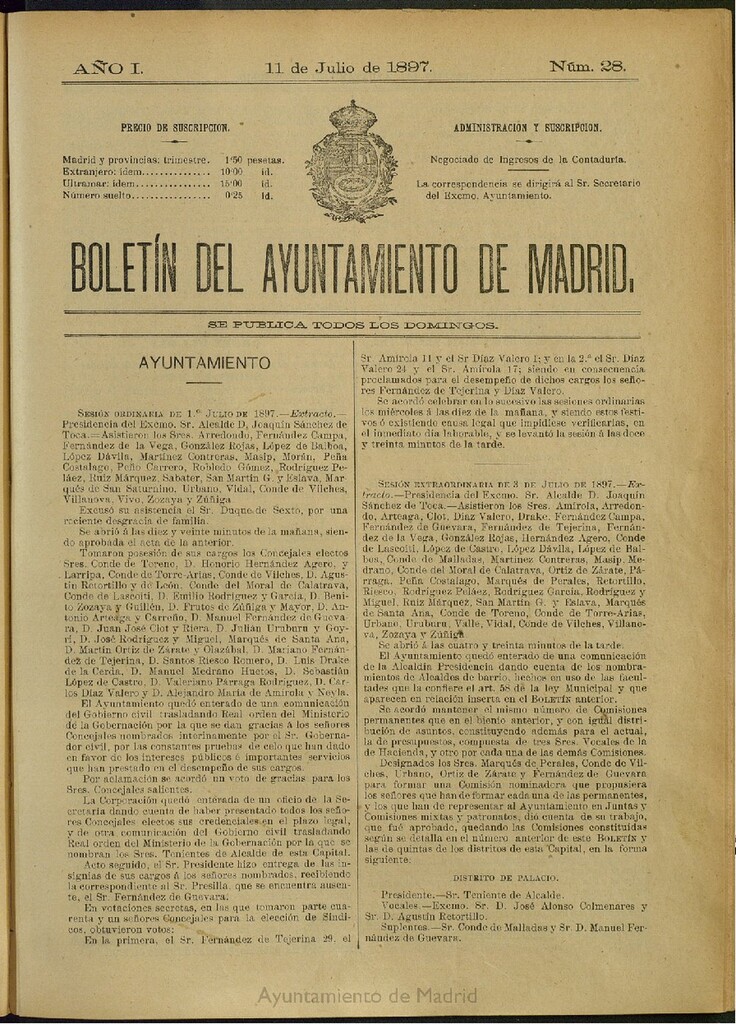 AÑO I.
11 de Julio de 1897.
Núm. 28.
PRECIO DE SUSCRIPCION.
Madrid y provincias: trimestre. 1'50 pesetas.
Extranjero: ídem.............. 10'00 id.
Ultramar: ídem............... 15'00 id.
Número suelto............... 0'25 id.
ADMINISTRACIÓN Y SUSCRIPCION.
Negociado de Ingresos de la Contaduría.
La correspondencia se dirigirá al Sr. Secretario
del Excmo. Ayuntamiento.
BOLETÍN DEL AYUNTAMIENTO DE MADRID.
SE PUBLICA TODOS LOS DOMINGOS.
AYUNTAMIENTO
SESIÓN ORDINARIA DE 1.º JULIO DE 1897.—Extracto.—
Presidencia del Excmo. Sr. Alcalde D, Joaquín Sánchez de
Toca.—Asistieron los Sres. Arredondo, Fernández Campa,
Fernández de la Vega, González Rojas, López de Balboa,
López Dávila, Martínez Contreras, Masip, Morán, Peña
Costalago, Peño Carrero, Robledo Gómez, Rodríguez Pe-
láez, Ruiz Márquez, Sabater, San Martín G. y Eslava, Mar-
qués de San Saturnino, Urbano, Vidal, Conde de Vilches,
Villanova, Vivo, Zozaya y Zúñiga.
Excusó su asistencia el Sr. Duque de Sexto, por una
reciente desgracia de familia.
Se abrió á las diez y veinte minutos de la mañana, sien-
do aprobada el acta de la anterior.
Tomaron posesión de sus cargos los Concejales electos
Sres. Conde de Toreno, D. Honorio Hernández Agero, y
Larripa, Conde de Torre-Arias, Conde de Vilches, D. Agus-
tín Retortillo y de León, Conde del Moral de Calatrava,
Conde de Lascoiti, D. Emilio Rodríguez y García, D. Beni-
to Zozaya y Guillén, D. Frutos de Zúñiga y Mayor, D. An-
tonio Arteaga y Carreño, D. Manuel Fernández de Gueva-
ra, D. Juan José Clot y Riera, D. Julián Uruburu y Goyri,
D. José Rodríguez y Miguel, Marqués de Santa Ana,
D. Martín Ortiz de Zárate y Olazábal, D. Mariano Fernán-
dez de Tejerina, D. Santos Riesco Romero, D. Luis Drake
de la Cerda, D. Manuel Medrano Huetos, D. Sebastián
López de Castro, D. Valeriano Párraga Rodríguez, D. Car-
los Díaz Valero y D. Alejandro María de Amirola y Neyla.
El Ayuntamiento quedó enterado de una comunicación
del Gobierno civil trasladando Real orden del Ministerio
de la Gobernación por la que se dan gracias á los señores
Concejales nombrados interinamente por el Sr. Goberna-
dor civil, por las constantes pruebas de celo que han dado
en favor de los intereses públicos é importantes servicios
que han prestado en el desempeño de sus cargos.
Por aclamación se acordó un voto de gracias para los
Sres. Concejales salientes.
La Corporación quedó enterada de un oficio de la Se-
cretaría dando cuenta de haber presentado todos los seño-
res Concejales electos sus credenciales en el plazo legal,
y de otra comunicación del Gobierno civil trasladando
Real orden del Ministerio de la Gobernación por la que se
nombran los Sres. Tenientes de Alcalde de esta Capital.
Acto seguido, el Sr. Presidente hizo entrega de las in-
signias de sus cargos á los señores nombrados, recibiendo
la correspondiente al Sr. Presilla, que se encuentra ausen-
te, el Sr. Fernández de Guevara.
En votaciones secretas, en las que tomaron parte cua-
renta y un señores Concejales para la elección de Síndi-
cos, obtuvieron votos:
En la primera, el Sr. Fernández de Tejerina 29, el
Sr Amirola 11 y el Sr Díaz Valero 1; y en la 2.ª el Sr. Díaz
Valero 24 y el Sr. Amirola 17; siendo en consecuencia
proclamados para el desempeño de dichos cargos los seño-
res Fernández de Tejerina y Díaz Valero.
Se acordó celebrar en lo sucesivo las sesiones ordinarias
los miércoles á las diez de la mañana, y siendo estos festi-
vos ó existiendo causa legal que impidiese verificarlas, en
el inmediato día laborable, y se levantó la sesión á las doce
y treinta minutos de la tarde.
SESIÓN EXTRAORDINARIA DE 3 DE JULIO DE 1897.—Ex-
tracto.—Presidencia del Excmo. Sr. Alcalde D. Joaquín
Sánchez de Toca.—Asistieron los Sres. Amirola, Arredon-
do, Arteaga, Clot, Díaz Valero, Drake, Fernández Campa,
Fernández de Guevara, Fernández de Tejerina, Fernán-
dez de la Vega, González Rojas, Hernández Agero, Conde
de Lascoiti, López de Castro, López Dávila, López de Bal-
boa, Conde de Malladas, Martínez Contreras, Masip, Me-
drano, Conde del Moral de Calatrava, Ortiz de Zárate, Pá-
rraga, Peña Costalago, Marqués de Perales, Retortillo,
Riesco, Rodríguez Peláez, Rodríguez García, Rodríguez y
Miguel, Ruiz Márquez, San Martín G. y Eslava, Marqués
de Santa Ana, Conde de Toreno, Conde de Torre-Arias,
Urbano, Uruburu, Valle, Vidal, Conde de Vilches, Villano-
va, Zozaya y Zúñiga
Se abrió á las cuatro y treinta minutos de la tarde.
El Ayuntamiento quedó enterado de una comunicación
de la Alcaldía Presidencia dando cuenta de los nombra-
mientos de Alcaldes de barrio, hechos en uso de las facul-
tades que la confiere el art. 58 de la ley Municipal y que
aparecen en relación inserta en el BOLETÍN anterior.
Se acordó mantener el mismo número de Comisiones
permanentes que en el bienio anterior, y con igual distri-
bución de asuntos, constituyendo además para el actual,
la de presupuestos, compuesta de tres Sres. Vocales de la
de Hacienda, y otro por cada una de las demás Comisiones.
Designados los Sres. Marqués de Perales, Conde de Vil-
ches, Urbano, Ortiz de Zárate y Fernández de Guevara
para formar una Comisión nominadora que propusiera
los señores que han de formar cada una de las permanentes,
y los que han de representar al Ayuntamiento en Juntas y
Comisiones mixtas y patronatos, dió cuenta de su trabajo,
que fué aprobado, quedando las Comisiones constituídas
según se detalla en el número anterior de este BOLETÍN y
las de quintas de los distritos de esta Capital, en la forma
siguiente:
DISTRITO DE PALACIO.
Presidente.—Sr. Teniente de Alcalde.
Vocales.—Excmo. Sr. D. José Alonso Colmenares y
Sr. D. Agustín Retortillo.
Suplentes.—Sr. Conde de Malladas y Sr D. Manuel Fer-
nández de Guevara.
Ayuntamiento de Madrid